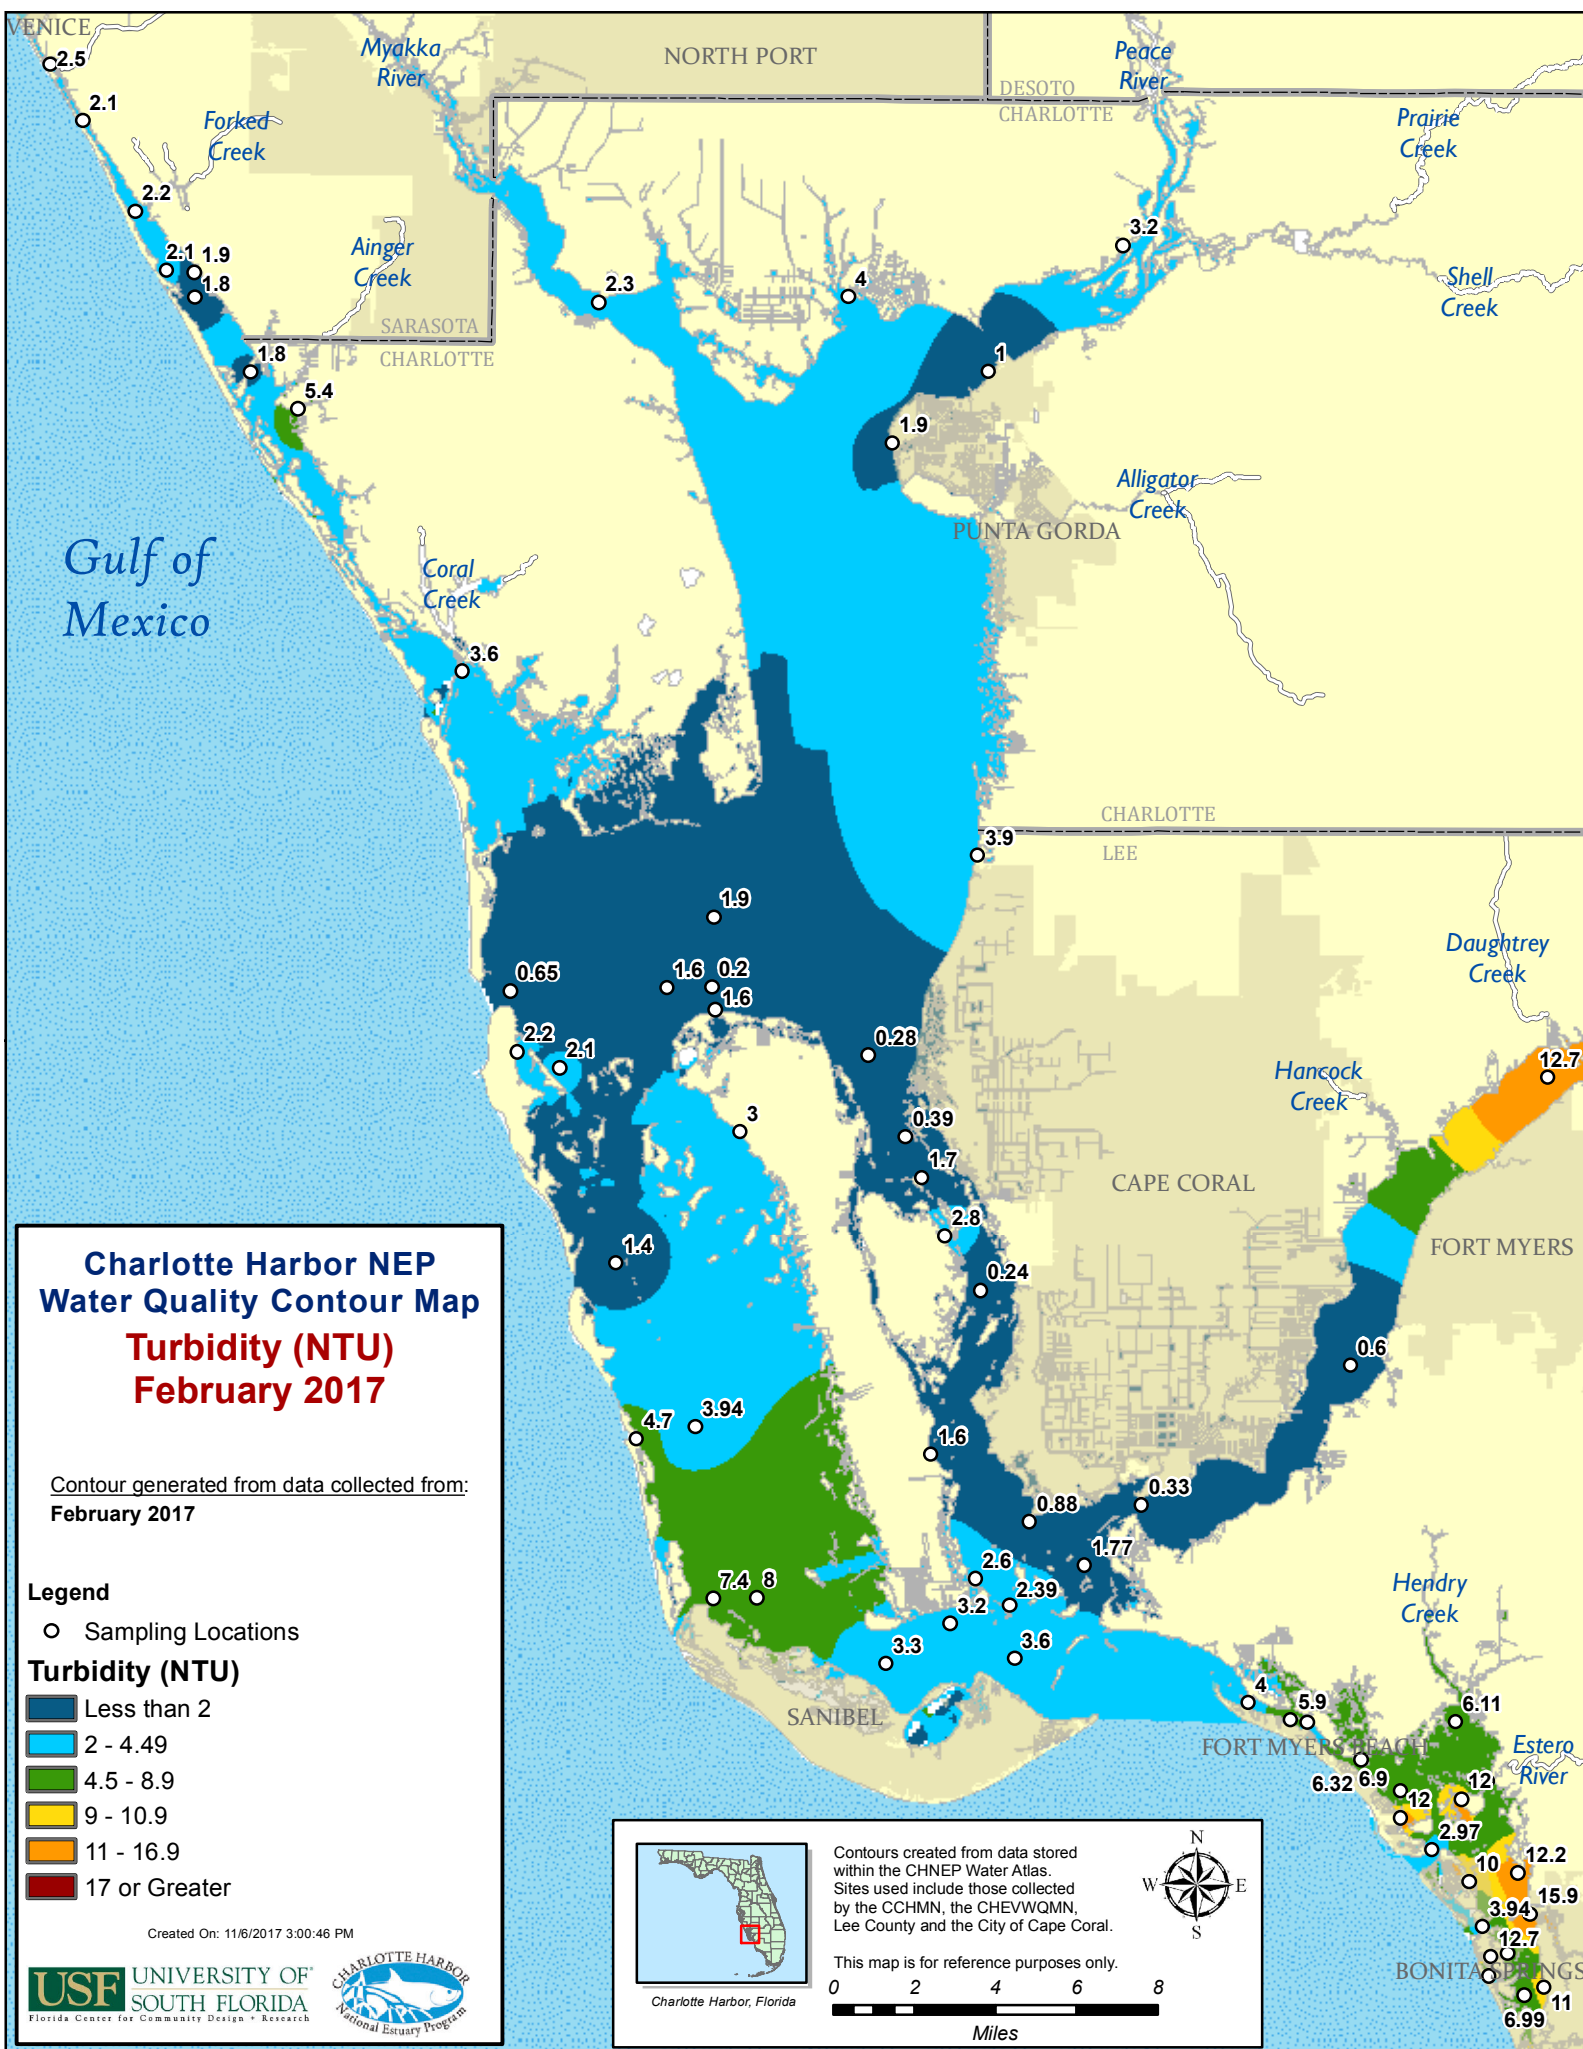 VENICE
2.5
Myakka
River
NORTH PORT
Peace
River
DESOTO
CHARLOTTE
2.1
Forked
Creek
Prairie
Creek
2.2
2.1
1.9
1.8
Ainger
Creek
3.2
Shell
Creek
2.3
4
SARASOTA
CHARLOTTE
1.8
1
5.4
1.9
Alligator
Creek
PUNTA GORDA
Gulf of
Mexico
Coral
Creek
3.6
CHARLOTTE
LEE
3.9
1.9
Daughtrey
Creek
0.65
1.6
0.2
1.6
2.2
2.1
0.28
12.7
Hancock
Creek
3
0.39
1.7
CAPE CORAL
2.8
FORT MYERS
1.4
0.24
0.6
4.7
3.94
1.6
0.88
0.33
1.77
7.4
8
2.6
2.39
Hendry
Creek
3.2
3.3
3.6
SANIBEL
4
5.9
6.11
FORT MYERS BEACH
Estero
River
6.32
6.9
12
12
2.97
10
12.2
15.9
3.94
12.7
BONITA SPRINGS
11
6.99
Charlotte Harbor NEP
Water Quality Contour Map
Turbidity (NTU)
February 2017
Contour generated from data collected from:
February 2017
Legend
Sampling Locations
Turbidity (NTU)
Less than 2
2 - 4.49
4.5 - 8.9
9 - 10.9
11 - 16.9
17 or Greater
Created On: 11/6/2017 3:00:46 PM
USF UNIVERSITY OF
SOUTH FLORIDA
Florida Center for Community Design + Research
CHARLOTTE HARBOR
National Estuary Program
Charlotte Harbor, Florida
Contours created from data stored
within the CHNEP Water Atlas.
Sites used include those collected
by the CCHMN, the CHEVWQMN,
Lee County and the City of Cape Coral.
This map is for reference purposes only.
N
W E
S
0 2 4 6 8
Miles